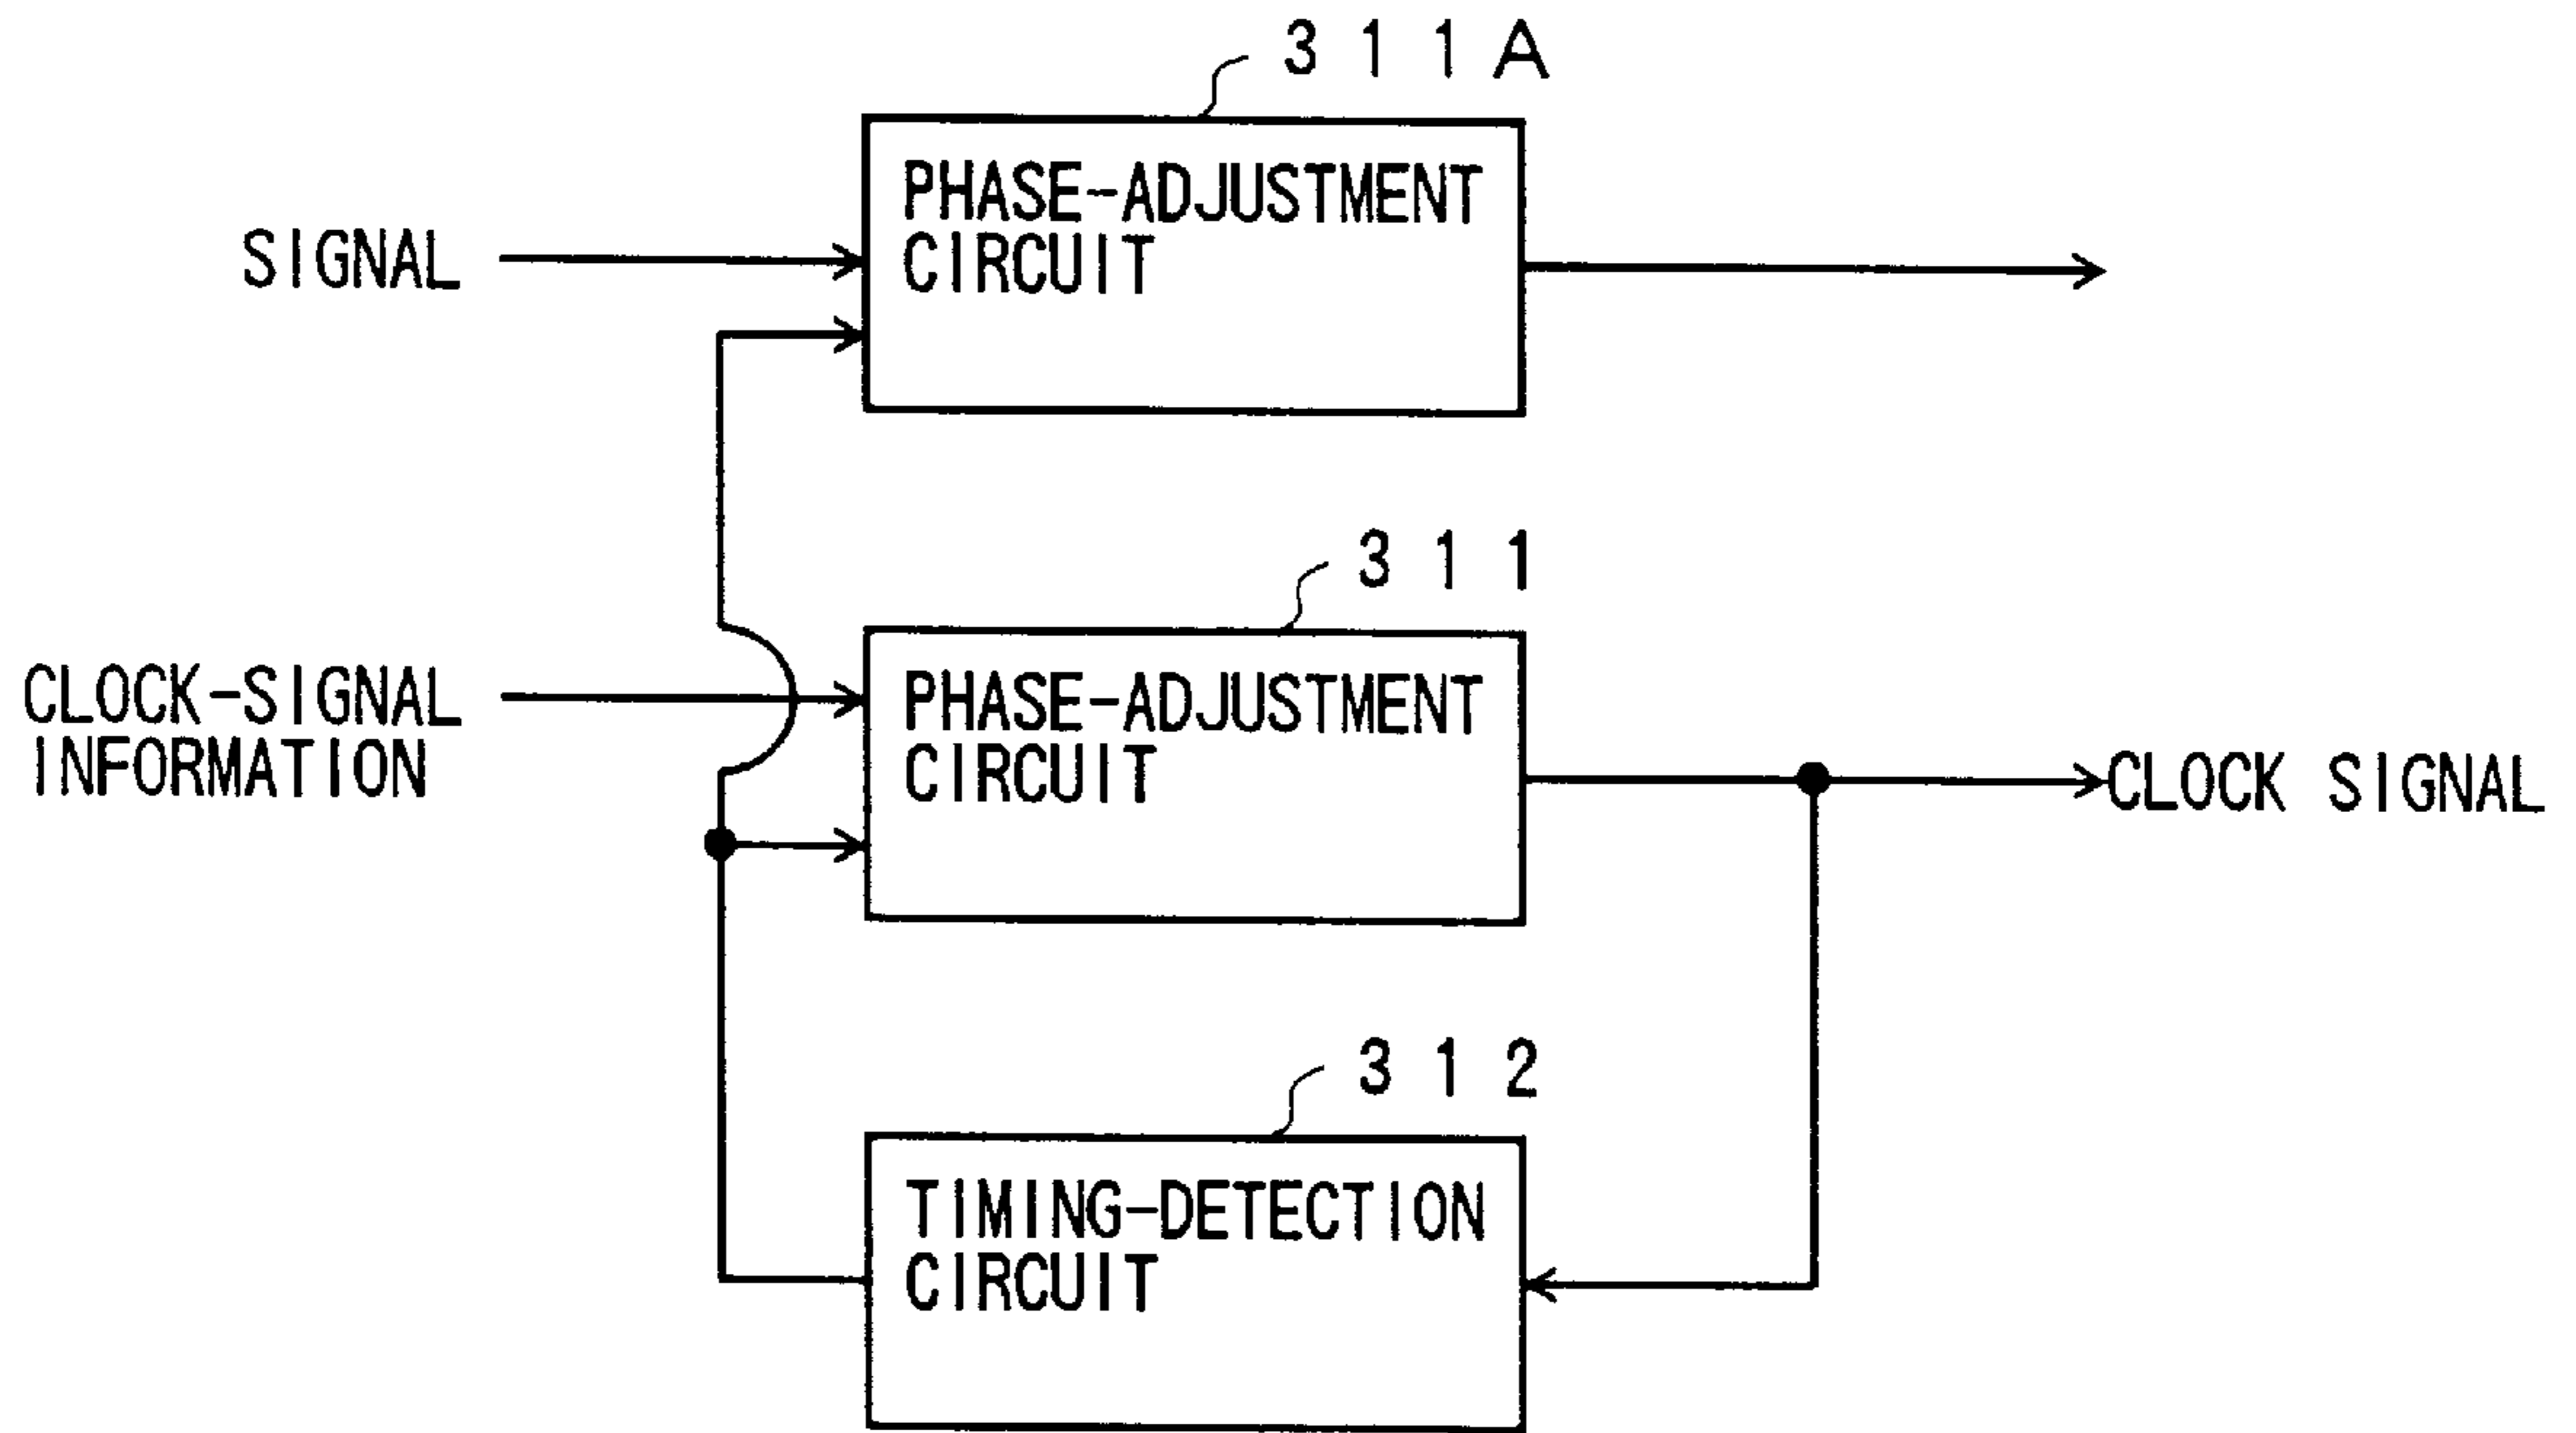 311A
PHASE-ADJUSTMENT
CIRCUIT
SIGNAL
311
PHASE-ADJUSTMENT
CIRCUIT
CLOCK-SIGNAL
INFORMATION
CLOCK SIGNAL
312
TIMING-DETECTION
CIRCUIT